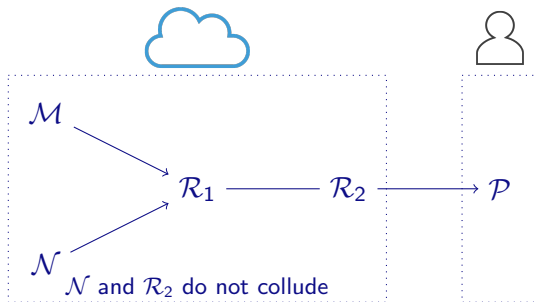 ℳ
ℛ₁ ℛ₂ 𝒫
𝒩
𝒩 and ℛ₂ do not collude